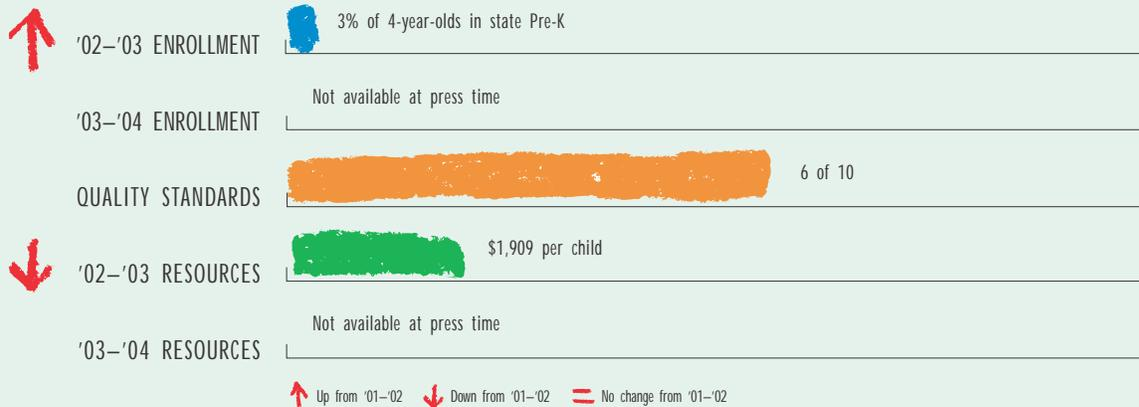 3% of 4-year-olds in state Pre-K
'02–'03 ENROLLMENT
Not available at press time
'03–'04 ENROLLMENT
6 of 10
QUALITY STANDARDS
$1,909 per child
'02–'03 RESOURCES
Not available at press time
'03–'04 RESOURCES
Up from '01–'02 Down from '01–'02 No change from '01–'02